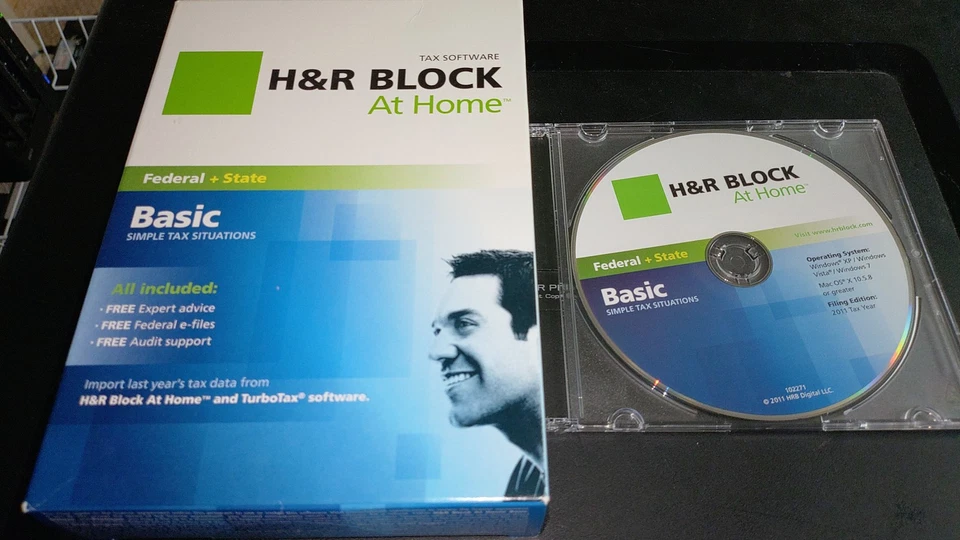 TAX SOFTWARE
H&R BLOCK
At Home™
Federal + State
Basic
SIMPLE TAX SITUATIONS
All included:
· FREE Expert advice
· FREE Federal e-files
· FREE Audit support
Import last year's tax data from
H&R Block At Home™ and TurboTax® software.
H&R BLOCK
At Home™
Visit www.hrblock.com
Federal + State
Basic
SIMPLE TAX SITUATIONS
Operating System:
Windows® XP / Windows
Vista® / Windows 7
Mac OS® X 10.5.8
or greater
Filing Edition:
2011 Tax Year
102271
© 2011 HRB Digital LLC.